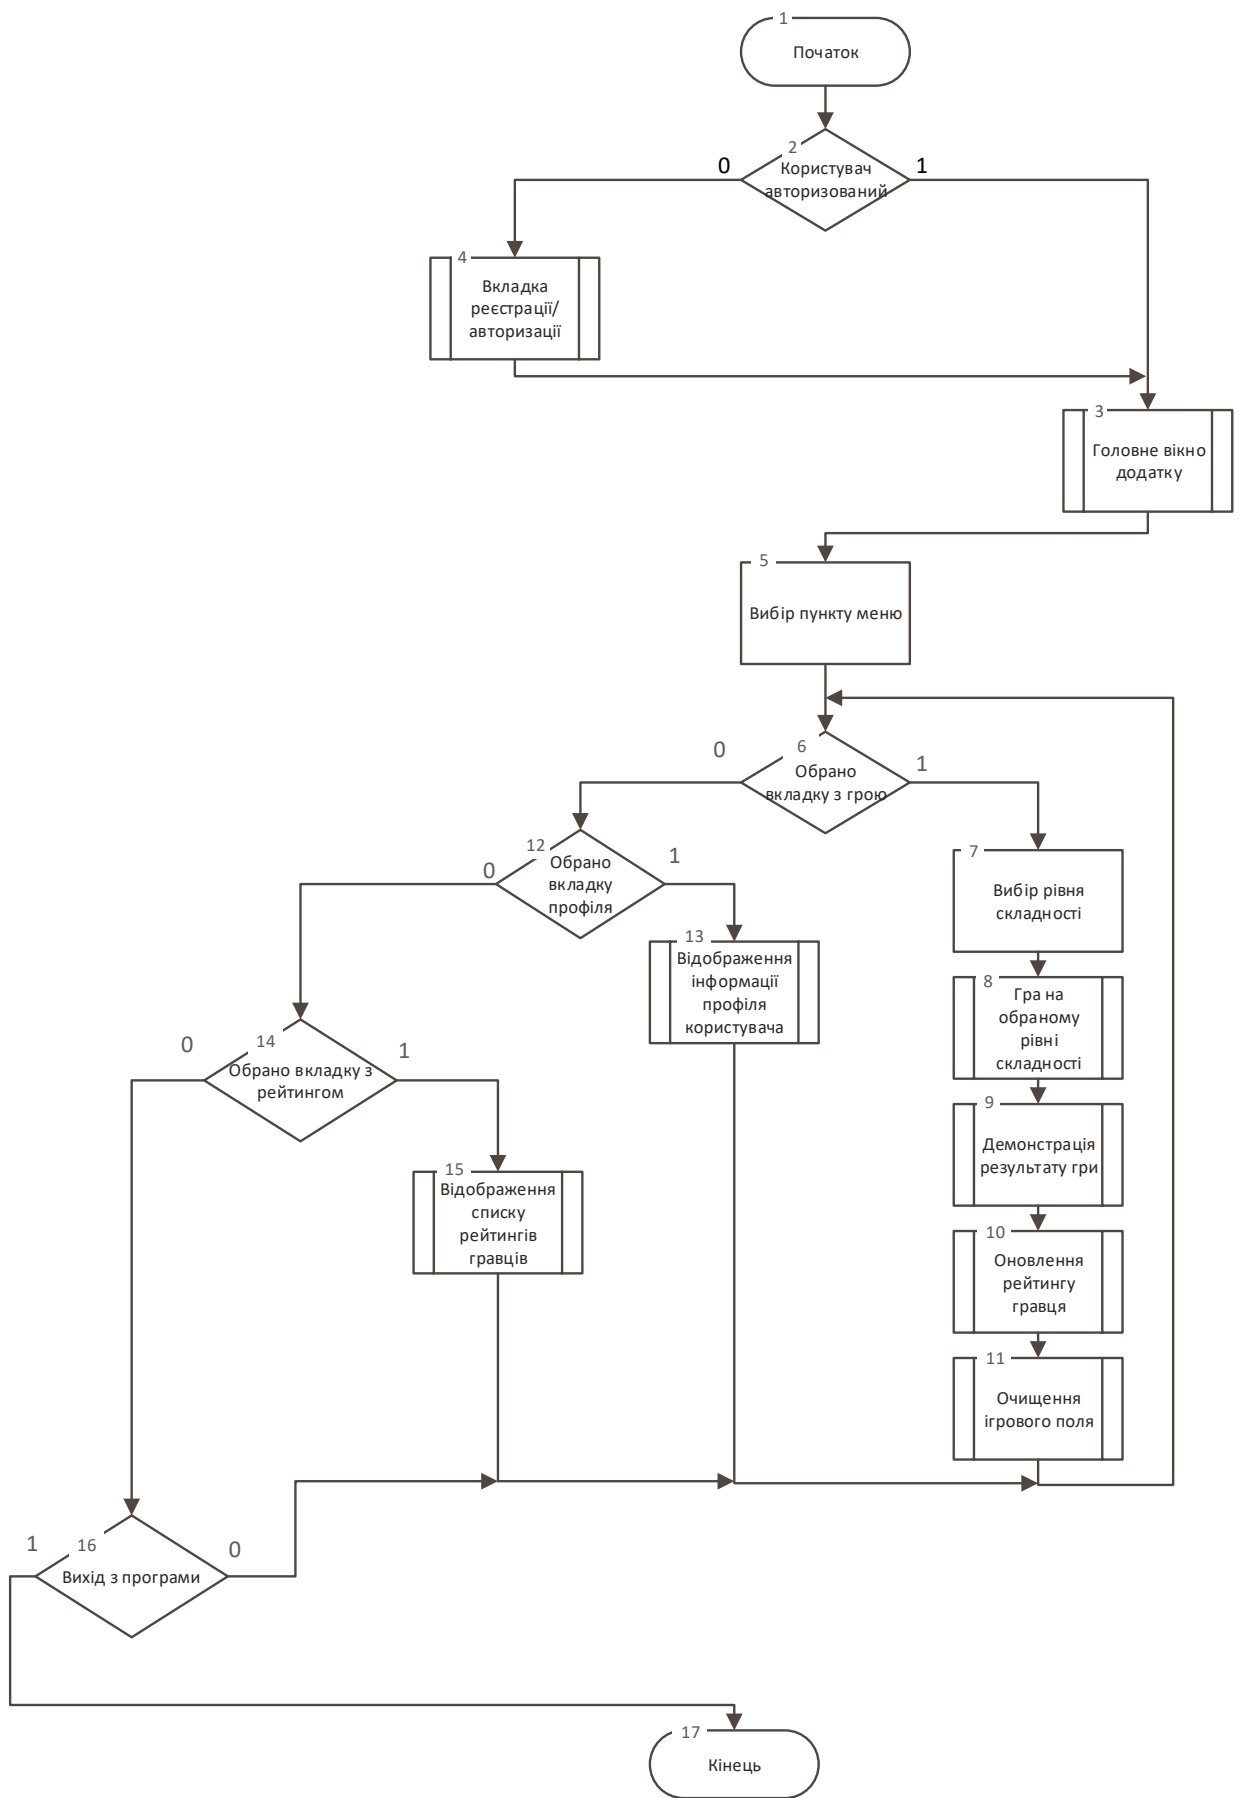 1
Початок
2
0
1
Користувач
авторизований
4
Вкладка
реєстрації/
авторизації
3
Головне вікно
додатку
5
Вибір пункту меню
6
0
1
Обрано
вкладку з грою
12
0
1
Обрано
вкладку
профіля
7
Вибір рівня
складності
13
Відображення
інформації
профіля
користувача
8
Гра на
обраному
рівні
складності
14
0
1
Обрано вкладку з
рейтингом
9
Демонстрація
результату гри
15
Відображення
списку
рейтингів
гравців
10
Оновлення
рейтингу
гравця
11
Очищення
ігрового поля
16
1
0
Вихід з програми
17
Кінець